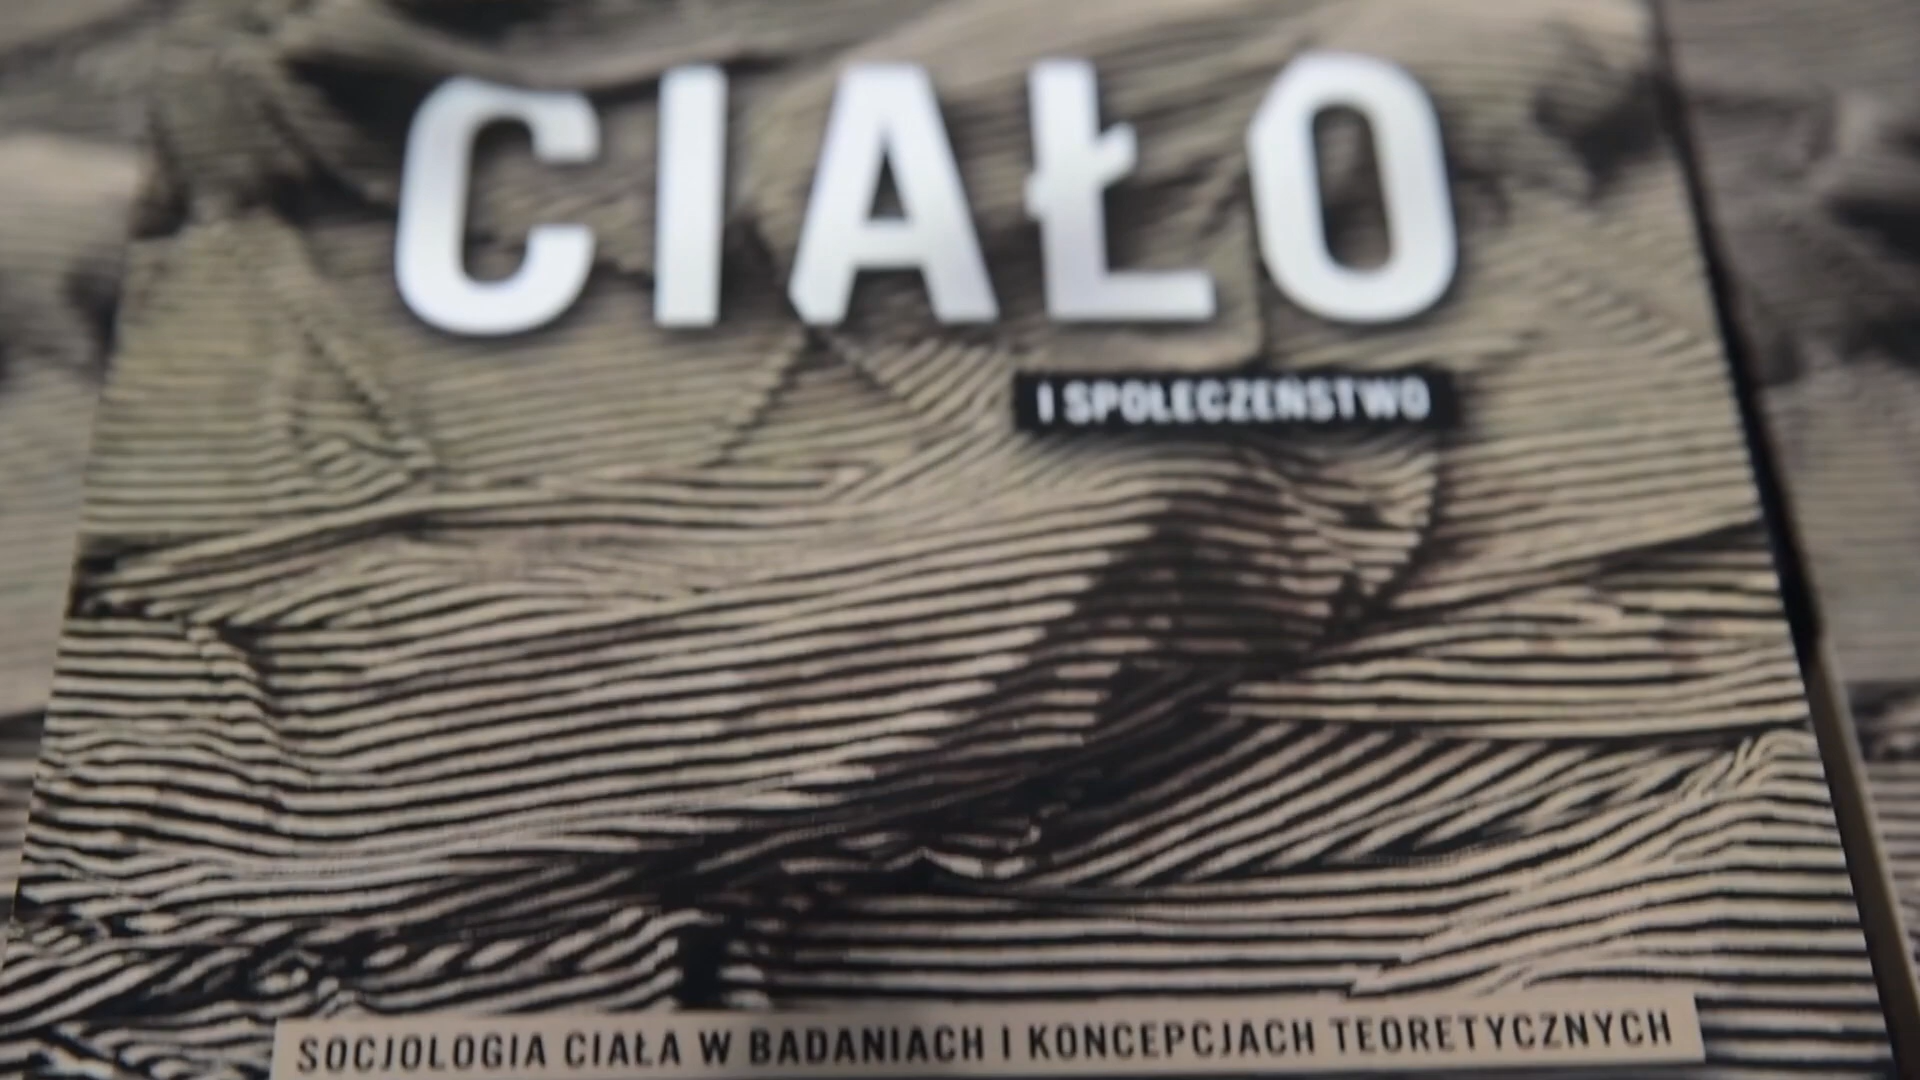 CIAŁO
I SPOŁECZEŃSTWO
SOCJOLOGIA CIAŁA W BADANIACH I KONCEPCJACH TEORETYCZNYCH